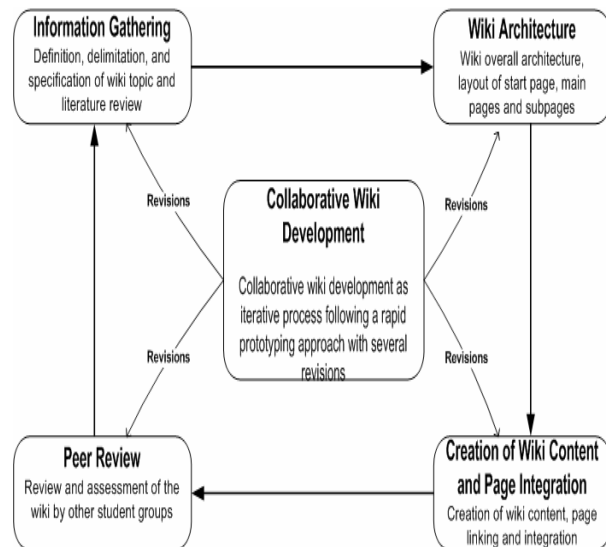 Information Gathering
Definition, delimitation, and
specification of wiki topic and
literature review
Wiki Architecture
Wiki overall architecture,
layout of start page, main
pages and subpages
Revisions
Revisions
Collaborative Wiki
Development
Collaborative wiki development as
iterative process following a rapid
prototyping approach with several
revisions
Revisions
Revisions
Peer Review
Review and assessment of the
wiki by other student groups
Creation of Wiki Content
and Page Integration
Creation of wiki content, page
linking and integration